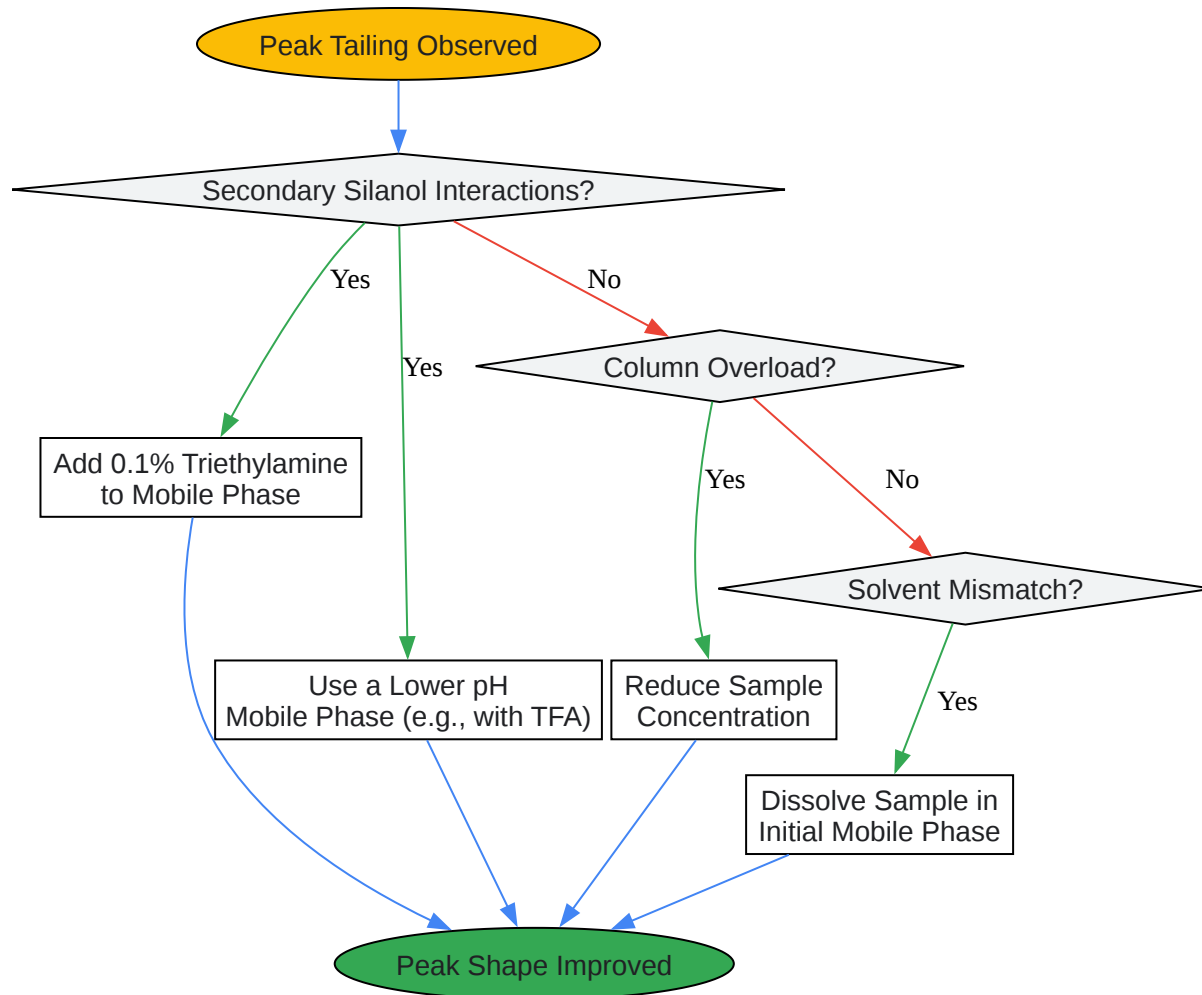 Peak Tailing Observed
Secondary Silanol Interactions?
Yes
No
Yes
Column Overload?
Add 0.1% Triethylamine
to Mobile Phase
Yes
No
Solvent Mismatch?
Use a Lower pH
Mobile Phase (e.g., with TFA)
Reduce Sample
Concentration
Yes
Dissolve Sample in
Initial Mobile Phase
Peak Shape Improved